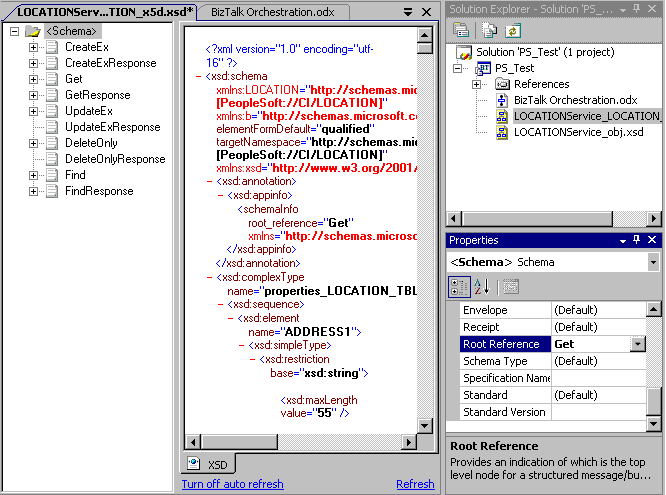 LOCATIONServ...TION_x5d.xsd*
BizTalk Orchestration.odx
<Schema>
CreateEx
CreateExResponse
Get
GetResponse
UpdateEx
UpdateExResponse
DeleteOnly
DeleteOnlyResponse
Find
FindResponse
<?xml version="1.0" encoding="utf-
16" ?>
<xsd:schema
xmlns:LOCATION="http://schemas.mic
[PeopleSoft://CI/LOCATION]"
xmlns:b="http://schemas.microsoft.co
elementFormDefault="qualified"
targetNamespace="http://schemas.mic
[PeopleSoft://CI/LOCATION]"
xmlns:xsd="http://www.w3.org/2001/
<xsd:annotation>
<xsd:appinfo>
<schemaInfo
root_reference="Get"
xmlns="http://schemas.microso
</xsd:appinfo>
</xsd:annotation>
<xsd:complexType
name="properties_LOCATION_TBL
<xsd:sequence>
<xsd:element
name="ADDRESS1">
<xsd:simpleType>
<xsd:restriction
base="xsd:string">
<xsd:maxLength
value="55" />
XSD
Turn off auto refresh
Refresh
Solution Explorer - Solution 'PS_...
Solution 'PS_Test' (1 project)
PS_Test
References
BizTalk Orchestration.odx
LOCATIONService_LOCATION_
LOCATIONService_obj.xsd
Properties
<Schema> Schema
Envelope (Default)
Receipt (Default)
Root Reference Get
Schema Type (Default)
Specification Name
Standard (Default)
Standard Version
Root Reference
Provides an indication of which is the top
level node for a structured message/bu...